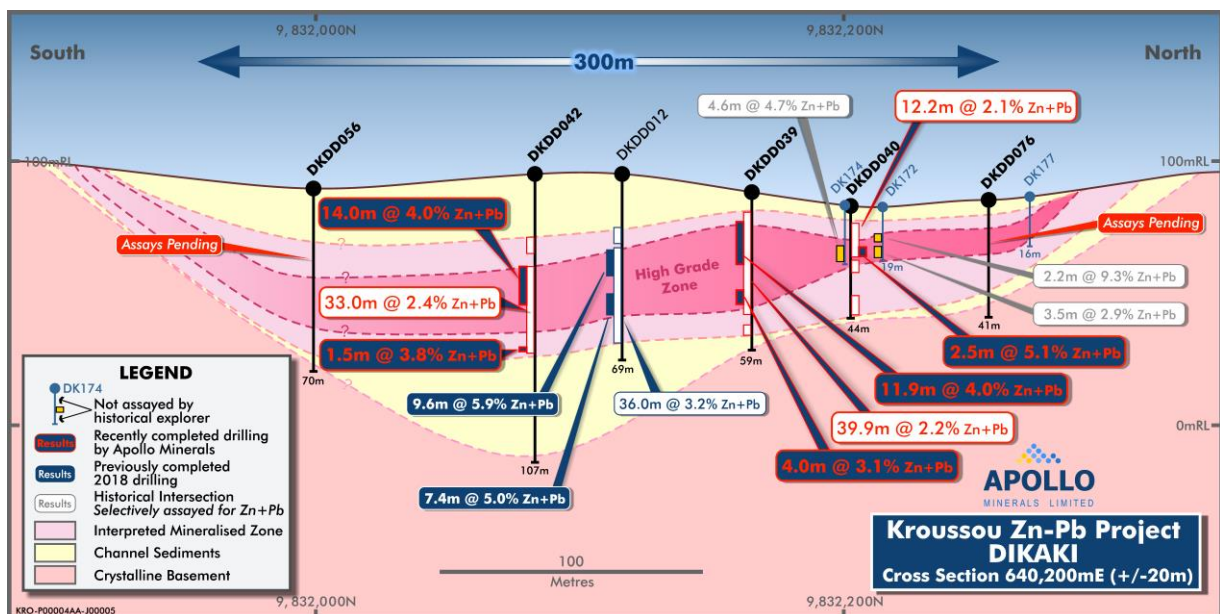 9,832,000N
9,832,200N
South
North
300m
4.6m @ 4.7% Zn+Pb
12.2m @ 2.1% Zn+Pb
DKDD056
DKDD042
DKDD012
DKDD039
DK174
DKDD040
DK172
DKDD076
DK177
100mRL
100mRL
14.0m @ 4.0% Zn+Pb
Assays Pending
?
Assays Pending
?
High Grade
Zone
16m
19m
2.2m @ 9.3% Zn+Pb
33.0m @ 2.4% Zn+Pb
3.5m @ 2.9% Zn+Pb
44m
41m
?
1.5m @ 3.8% Zn+Pb
2.5m @ 5.1% Zn+Pb
59m
69m
70m
?
11.9m @ 4.0% Zn+Pb
9.6m @ 5.9% Zn+Pb
36.0m @ 3.2% Zn+Pb
39.9m @ 2.2% Zn+Pb
0mRL
4.0m @ 3.1% Zn+Pb
107m
7.4m @ 5.0% Zn+Pb
LEGEND
DK174
Not assayed by
historical explorer
Results
Recently completed drilling
by Apollo Minerals
Results
Previously completed
2018 drilling
Results
Historical Intersection
Selectively assayed for Zn+Pb
Interpreted Mineralised Zone
Channel Sediments
Crystalline Basement
APOLLO
MINERALS LIMITED
Kroussou Zn-Pb Project
DIKAKI
Cross Section 640,200mE (+/-20m)
100
Metres
9,832,000N
9,832,200N
KRO-P00004AA-J00005